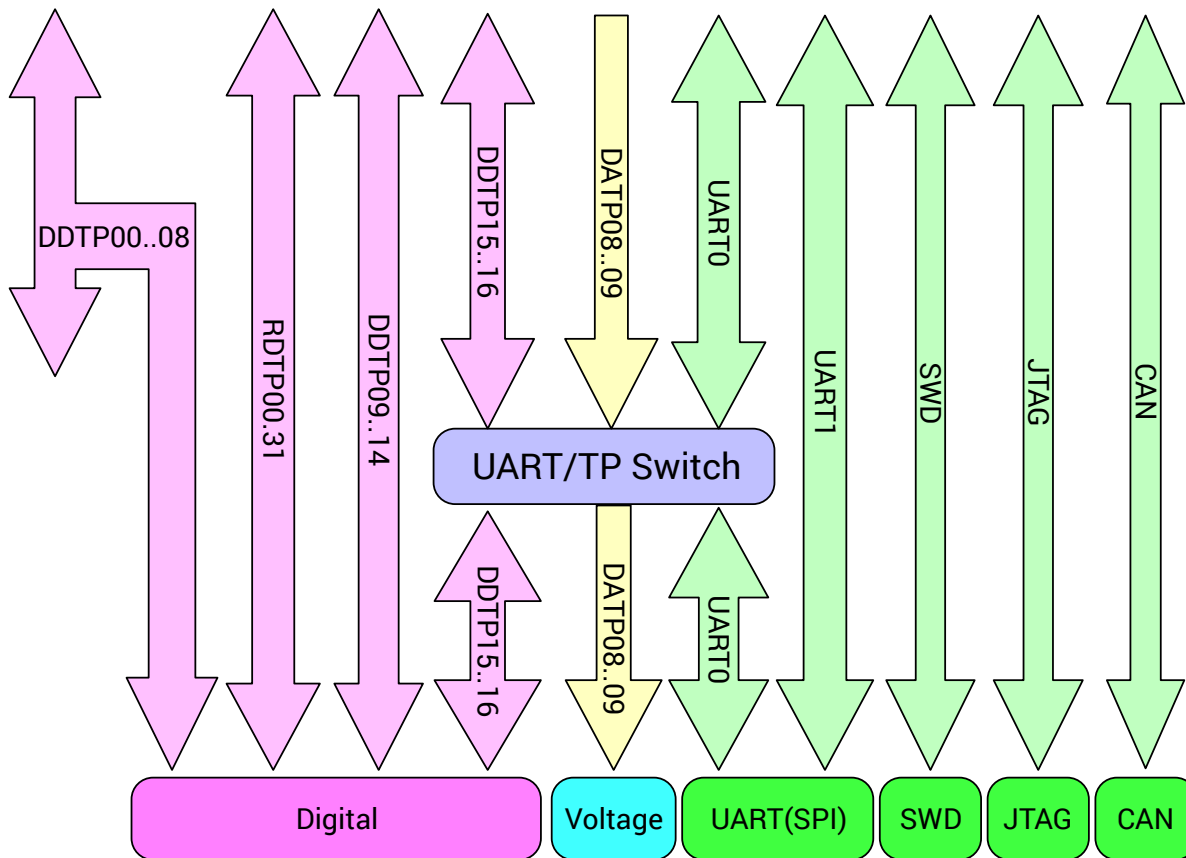 DDTP00..08
RDTP00.31
DDTP09..14
DDTP15..16
DATP08..09
UART0
UART1
SWD
JTAG
CAN
UART/TP Switch
DDTP15..16
DATP08..09
UART0
Digital
Voltage
UART(SPI)
SWD
JTAG
CAN